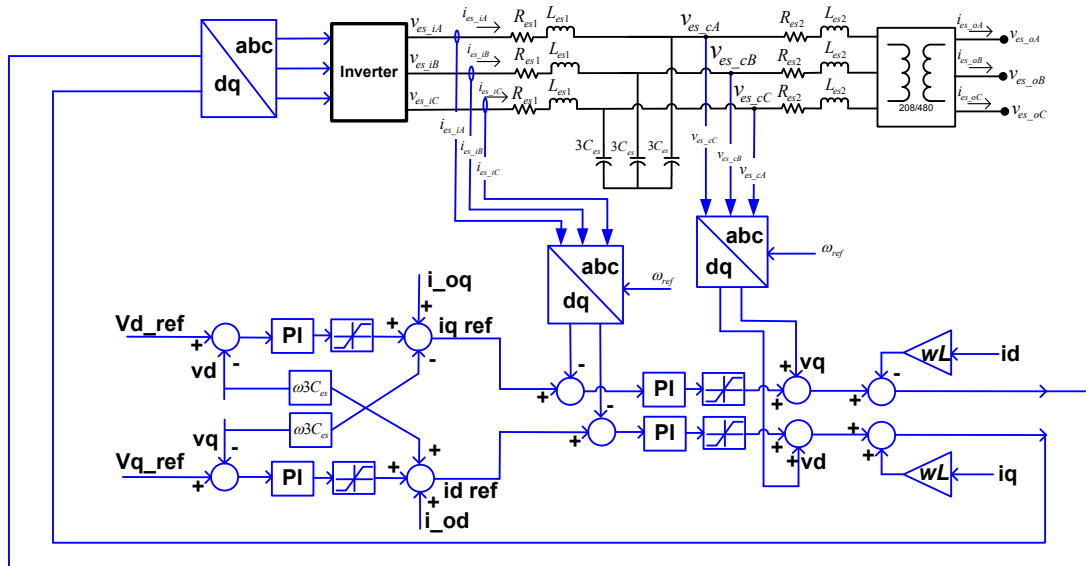 abc
dq
Inverter
v_es_iA
v_es_iB
v_es_iC
i_es_iA
i_es_iB
i_es_iC
R_es1
L_es1
R_es1
L_es1
R_es1
L_es1
v_es_cA
v_es_cB
v_es_cC
R_es2
L_es2
R_es2
L_es2
R_es2
L_es2
208/480
i_es_oA
v_es_oA
i_es_oB
v_es_oB
i_es_oC
v_es_oC
i_es_iA
i_es_iB
i_es_iC
3C_es
3C_es
3C_es
v_es_cC
v_es_cB
v_es_cA
abc
dq
ω_ref
abc
dq
ω_ref
i_oq
+
Vd_ref
+
-
PI
+
-
iq ref
vd
ω3C_es
vq
ω3C_es
Vq_ref
+
-
PI
+
+
+
id ref
i_od
+
-
PI
+
+
vq
+
-
wL
id
+
-
PI
+
+
vd
+
+
wL
iq